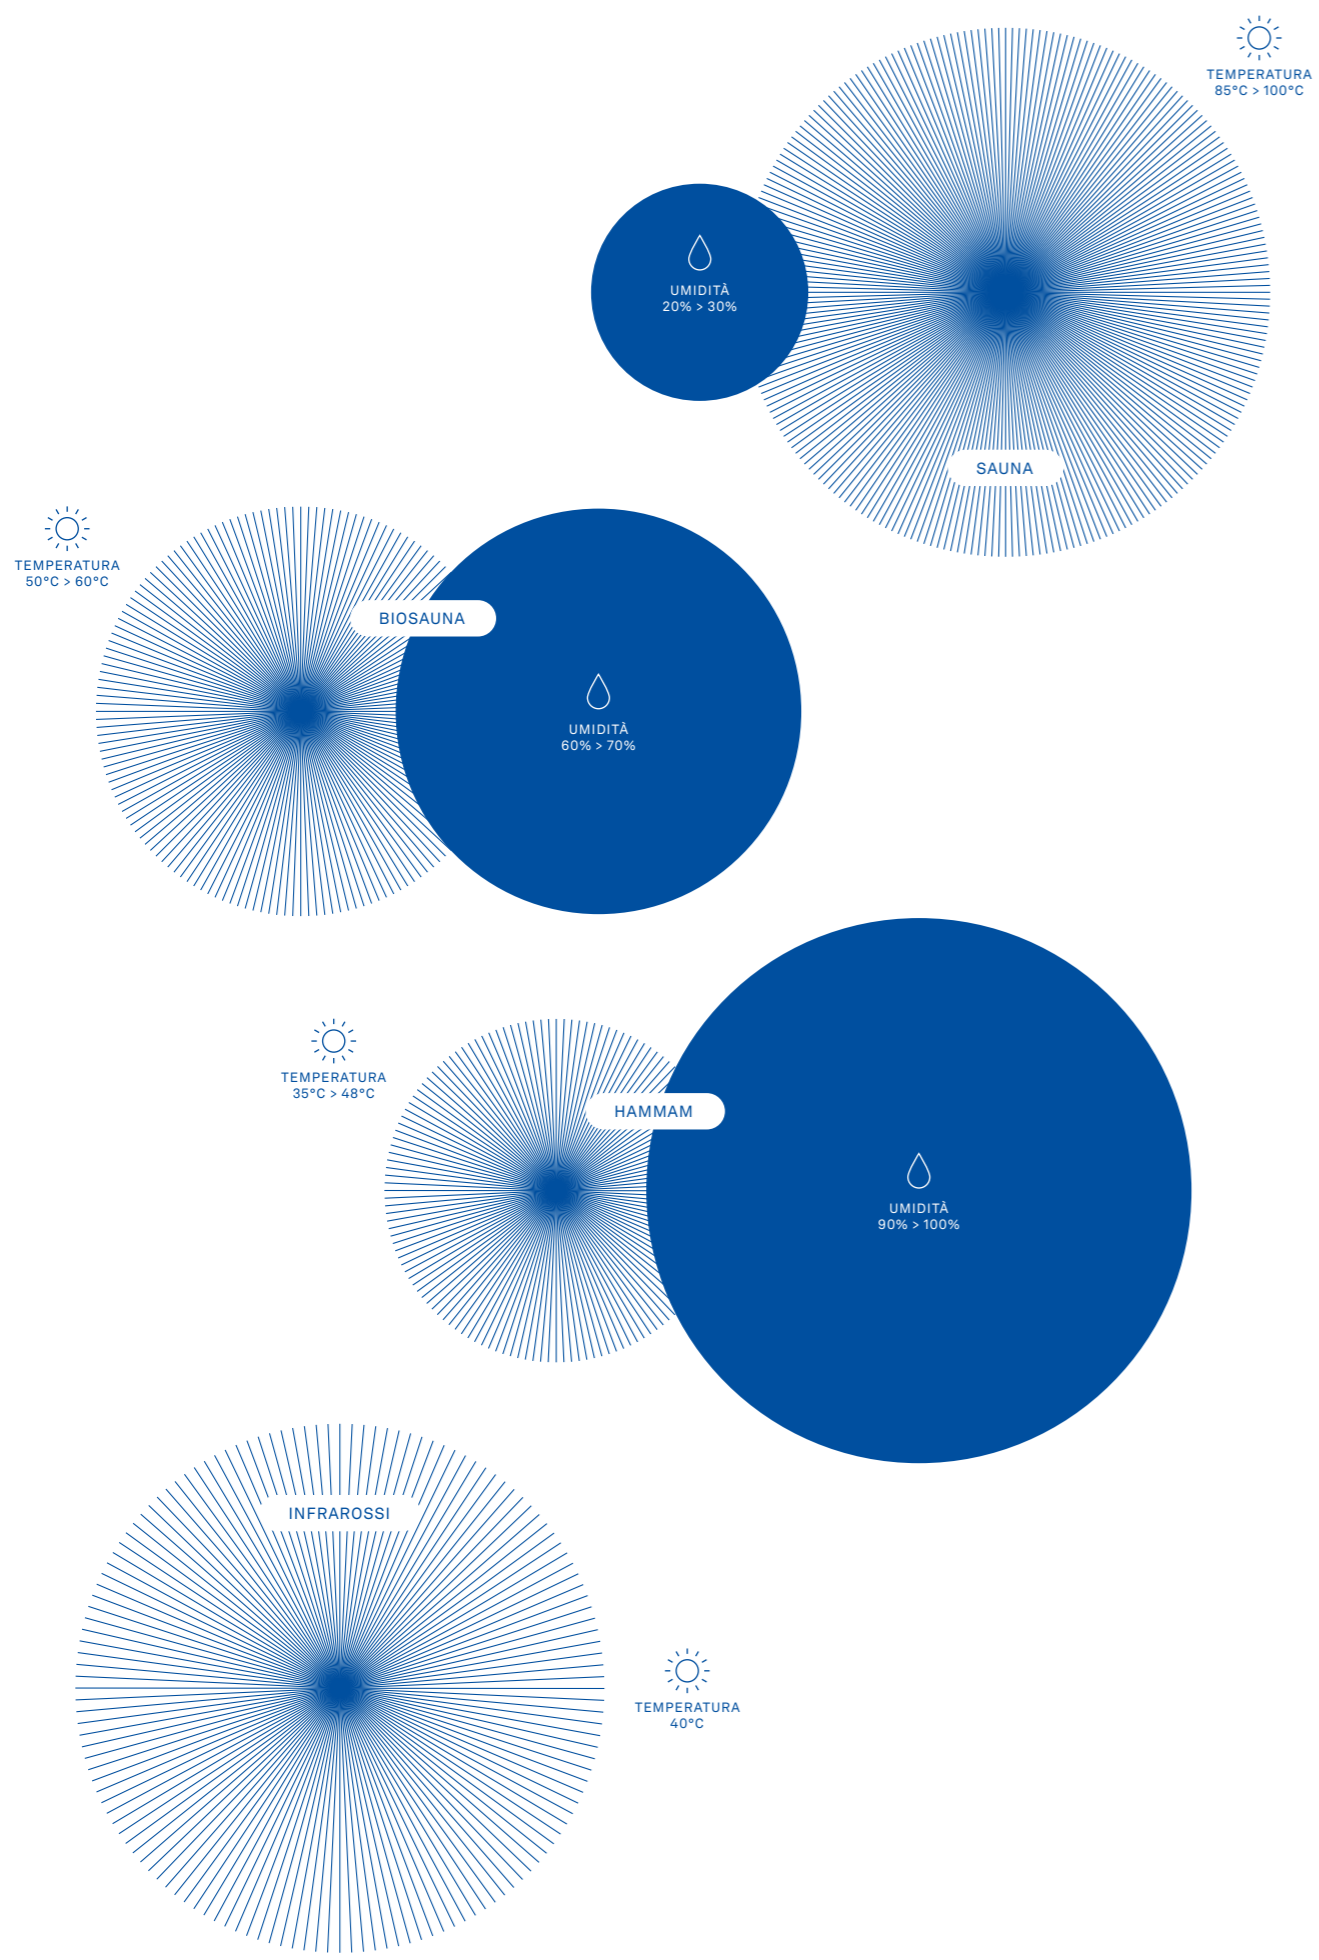 TEMPERATURA
85°C > 100°C
UMIDITÀ
20% > 30%
SAUNA
TEMPERATURA
50°C > 60°C
BIOSAUNA
UMIDITÀ
60% > 70%
TEMPERATURA
35°C > 48°C
HAMMAM
UMIDITÀ
90% > 100%
INFRAROSSI
TEMPERATURA
40°C